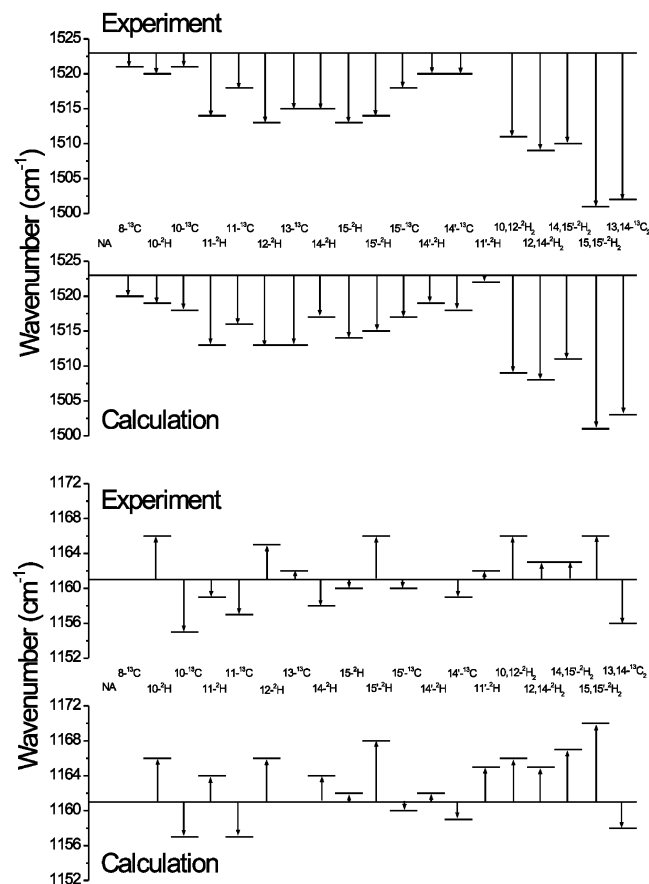 Experiment
Wavenumber (cm⁻¹)
1525
1520
1515
1510
1505
1500
8-¹³C 10-¹³C 11-¹³C 13-¹³C 15-²H 15'-¹³C 14'-¹³C 10,12-²H₂ 14,15'-²H₂ 13,14-¹³C₂
NA 10-²H 11-²H 12-²H 14-²H 15'-²H 14'-²H 11'-²H 12,14-²H₂ 15,15'-²H₂
1525
1520
1515
1510
1505
1500
Calculation
Experiment
Wavenumber (cm⁻¹)
1172
1168
1164
1160
1156
1152
8-¹³C 10-¹³C 11-¹³C 13-¹³C 15-²H 15'-¹³C 14'-¹³C 10,12-²H₂ 14,15'-²H₂ 13,14-¹³C₂
NA 10-²H 11-²H 12-²H 14-²H 15'-²H 14'-²H 11'-²H 12,14-²H₂ 15,15'-²H₂
1172
1168
1164
1160
1156
1152
Calculation